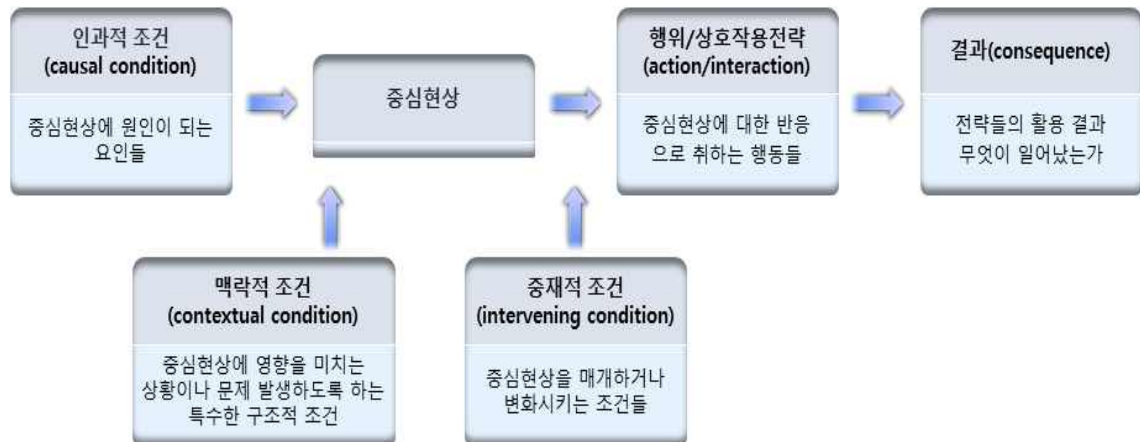 인과적 조건
(causal condition)
중심현상에 원인이 되는
요인들
중심현상
행위/상호작용전략
(action/interaction)
중심현상에 대한 반응
으로 취하는 행동들
결과(consequence)
전략들의 활용 결과
무엇이 일어났는가
맥락적 조건
(contextual condition)
중심현상에 영향을 미치는
상황이나 문제 발생하도록 하는
특수한 구조적 조건
중재적 조건
(intervening condition)
중심현상을 매개하거나
변화시키는 조건들